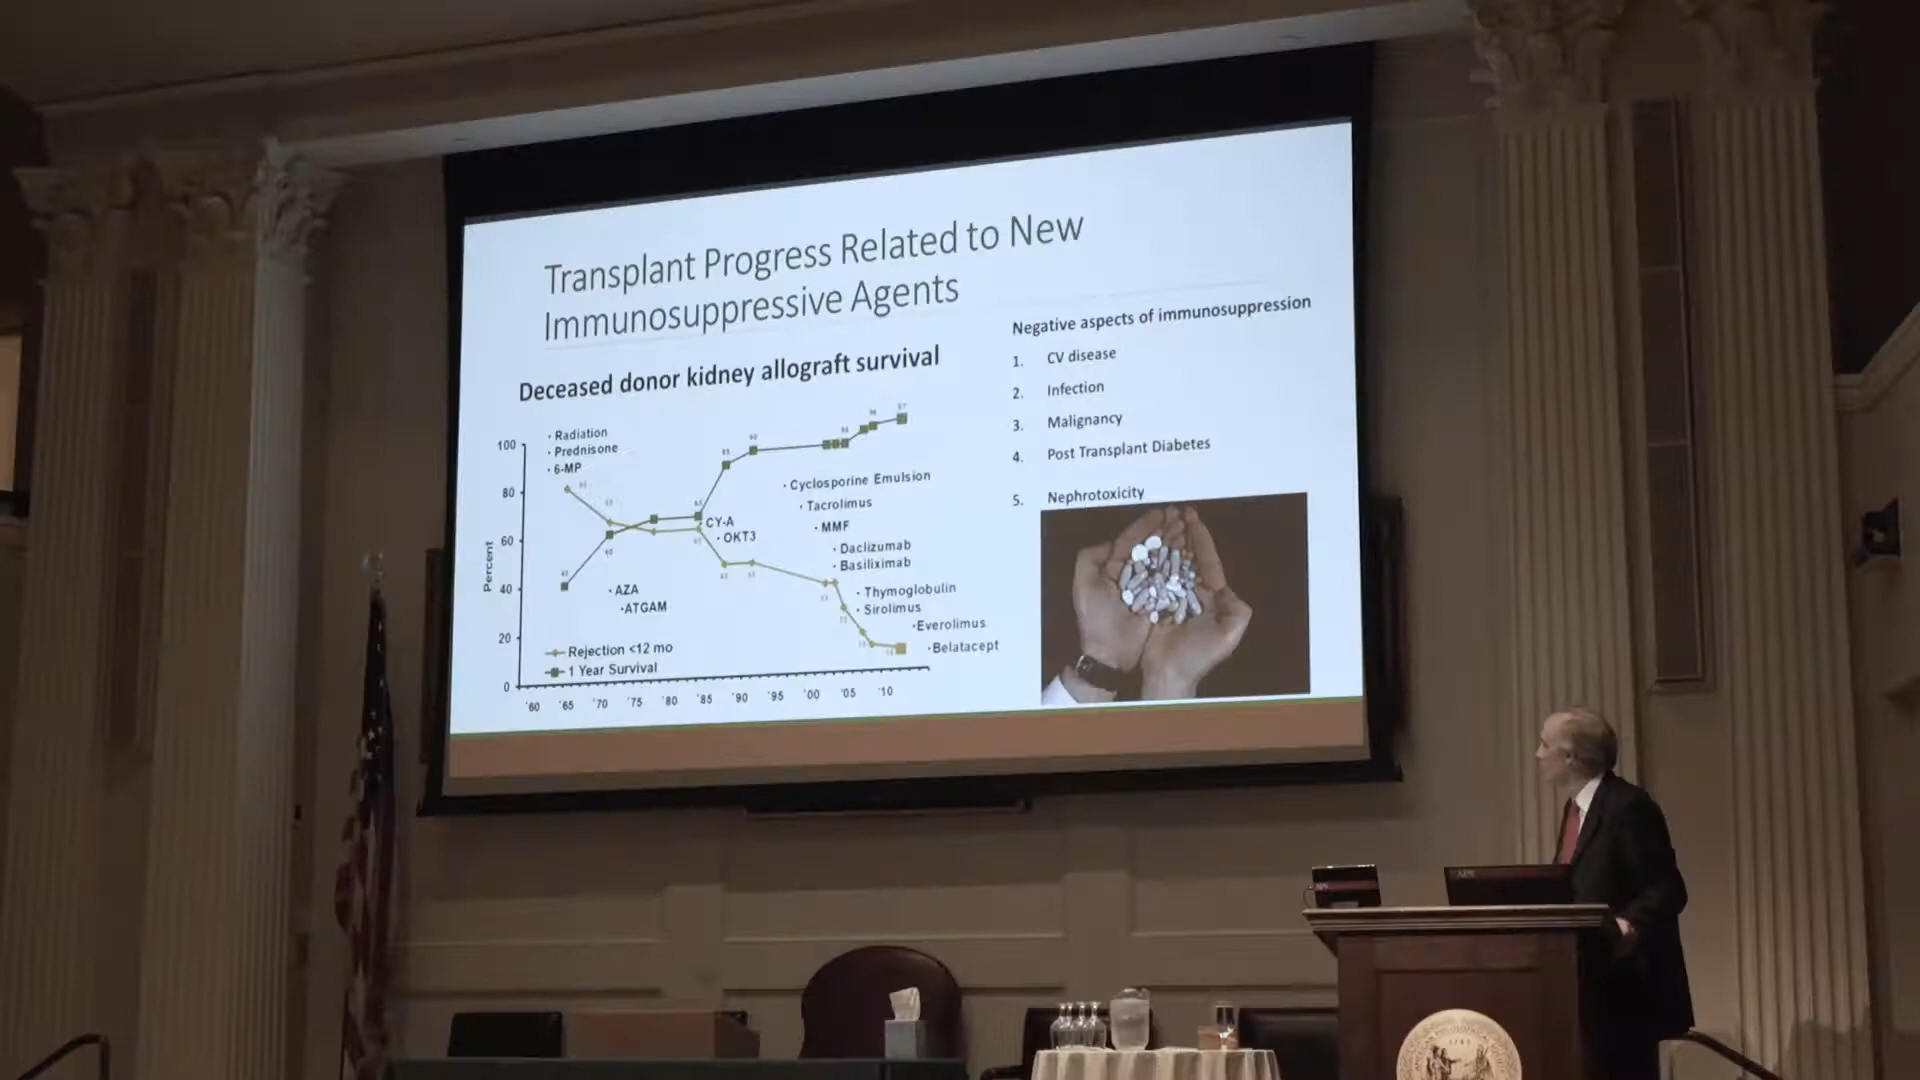 Transplant Progress Related to New
Immunosuppressive Agents
Deceased donor kidney allograft survival
Percent
100
80
60
40
20
0
· Radiation
· Prednisone
· 6-MP
· AZA
· ATGAM
CY-A
· OKT3
· Cyclosporine Emulsion
· Tacrolimus
· MMF
· Daclizumab
· Basiliximab
· Thymoglobulin
· Sirolimus
· Everolimus
· Belatacept
Rejection <12 mo
1 Year Survival
'60 '65 '70 '75 '80 '85 '90 '95 '00 '05 '10
Negative aspects of immunosuppression
1. CV disease
2. Infection
3. Malignancy
4. Post Transplant Diabetes
5. Nephrotoxicity
APS